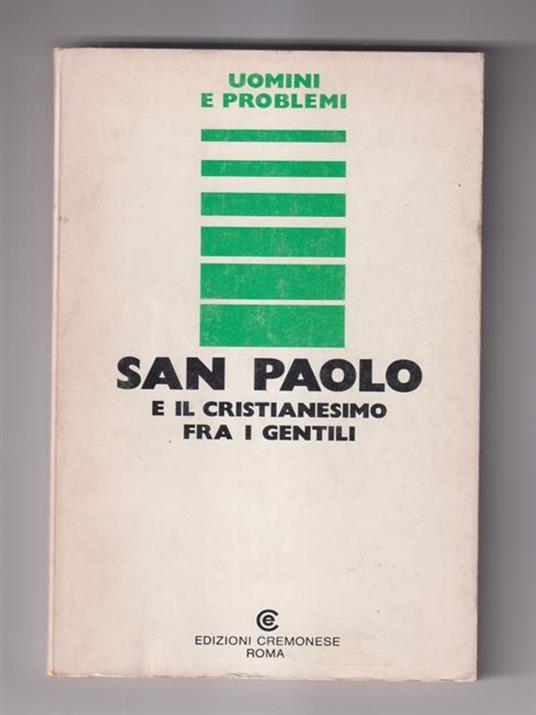 UOMINI
E PROBLEMI
SAN PAOLO
E IL CRISTIANESIMO
FRA I GENTILI
EDIZIONI CREMONESE
ROMA